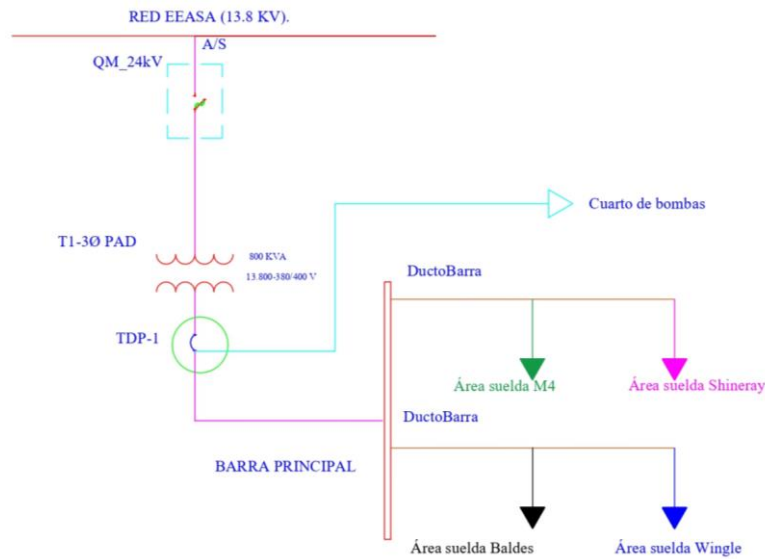 RED EEASA (13.8 KV).
A/S
QM_24kV
Cuarto de bombas
T1-3Ø PAD
800 KVA
13.800-380/400 V
DuctoBarra
TDP-1
Área suelda M4
Área suelda Shineray
DuctoBarra
BARRA PRINCIPAL
Área suelda Baldes
Área suelda Wingle